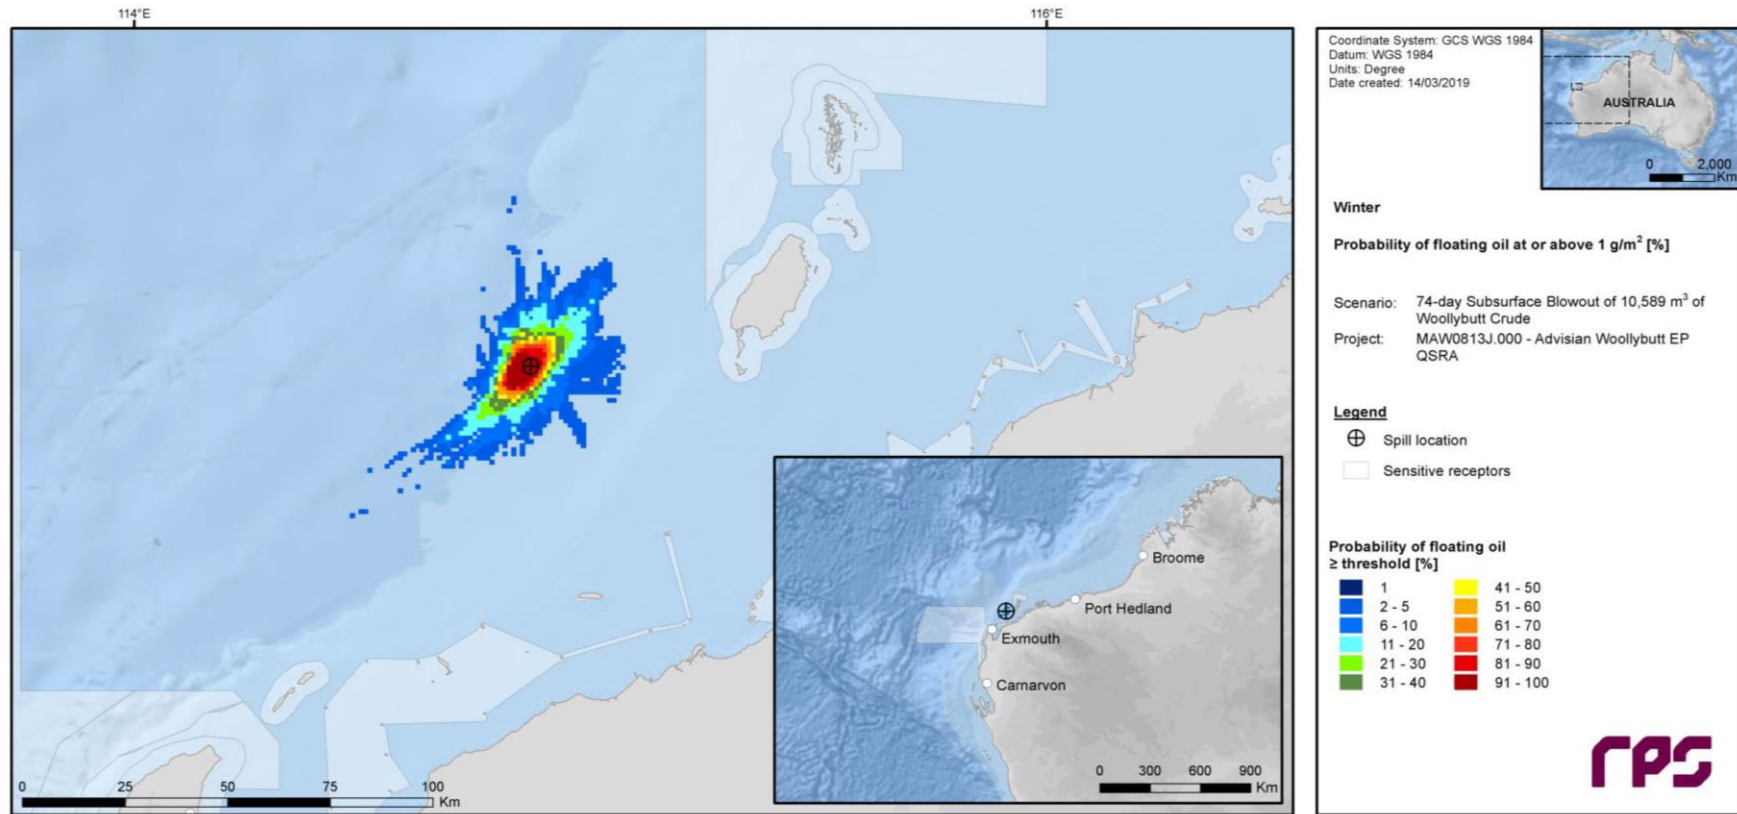 114°E
116°E
Coordinate System: GCS WGS 1984
Datum: WGS 1984
Units: Degree
Date created: 14/03/2019
AUSTRALIA
0 2,000
Km
Winter
Probability of floating oil at or above 1 g/m² [%]
Scenario: 74-day Subsurface Blowout of 10,589 m³ of
Woollybutt Crude
Project: MAW0813J.000 - Advisian Woollybutt EP
QSRA
Legend
Spill location
Sensitive receptors
Probability of floating oil
≥ threshold [%]
1 41 - 50
2 - 5 51 - 60
6 - 10 61 - 70
11 - 20 71 - 80
21 - 30 81 - 90
31 - 40 91 - 100
rps
Broome
Port Hedland
Exmouth
Carnarvon
0 300 600 900
Km
0 25 50 75 100
Km